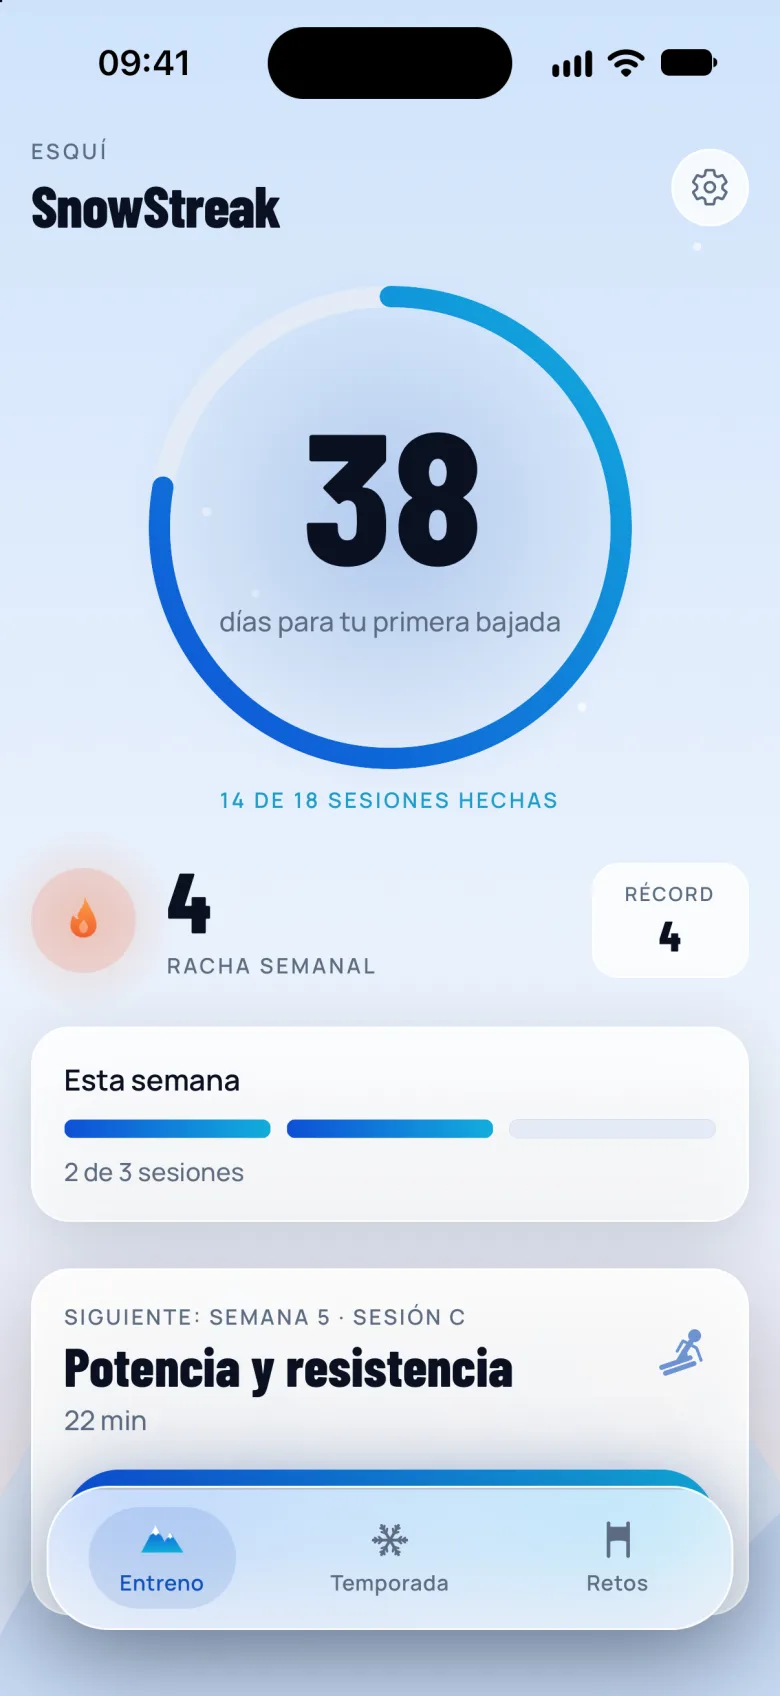 09:41
ESQUÍ
SnowStreak
38
días para tu primera bajada
14 DE 18 SESIONES HECHAS
4
RACHA SEMANAL
RÉCORD
4
Esta semana
2 de 3 sesiones
SIGUIENTE: SEMANA 5 · SESIÓN C
Potencia y resistencia
22 min
Entreno
Temporada
Retos